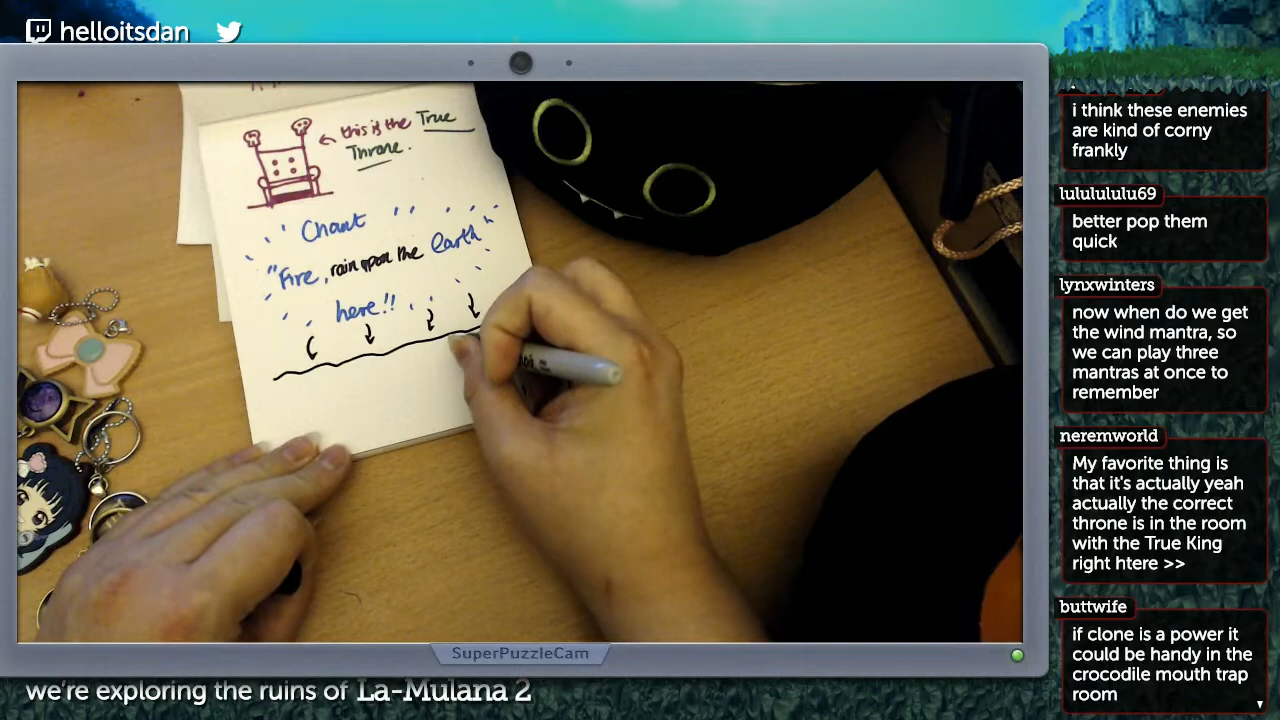 helloitsdan
this is the True
Throne.
Chant
"Fire, rain upon the Earth"
here!!
SuperPuzzleCam
we're exploring the ruins of La-Mulana 2
i think these enemies
are kind of corny
frankly
lulululululu69
better pop them
quick
lynxwinters
now when do we get
the wind mantra, so
we can play three
mantras at once to
remember
neremworld
My favorite thing is
that it's actually yeah
actually the correct
throne is in the room
with the True King
right htere >>
buttwife
if clone is a power it
could be handy in the
crocodile mouth trap
room